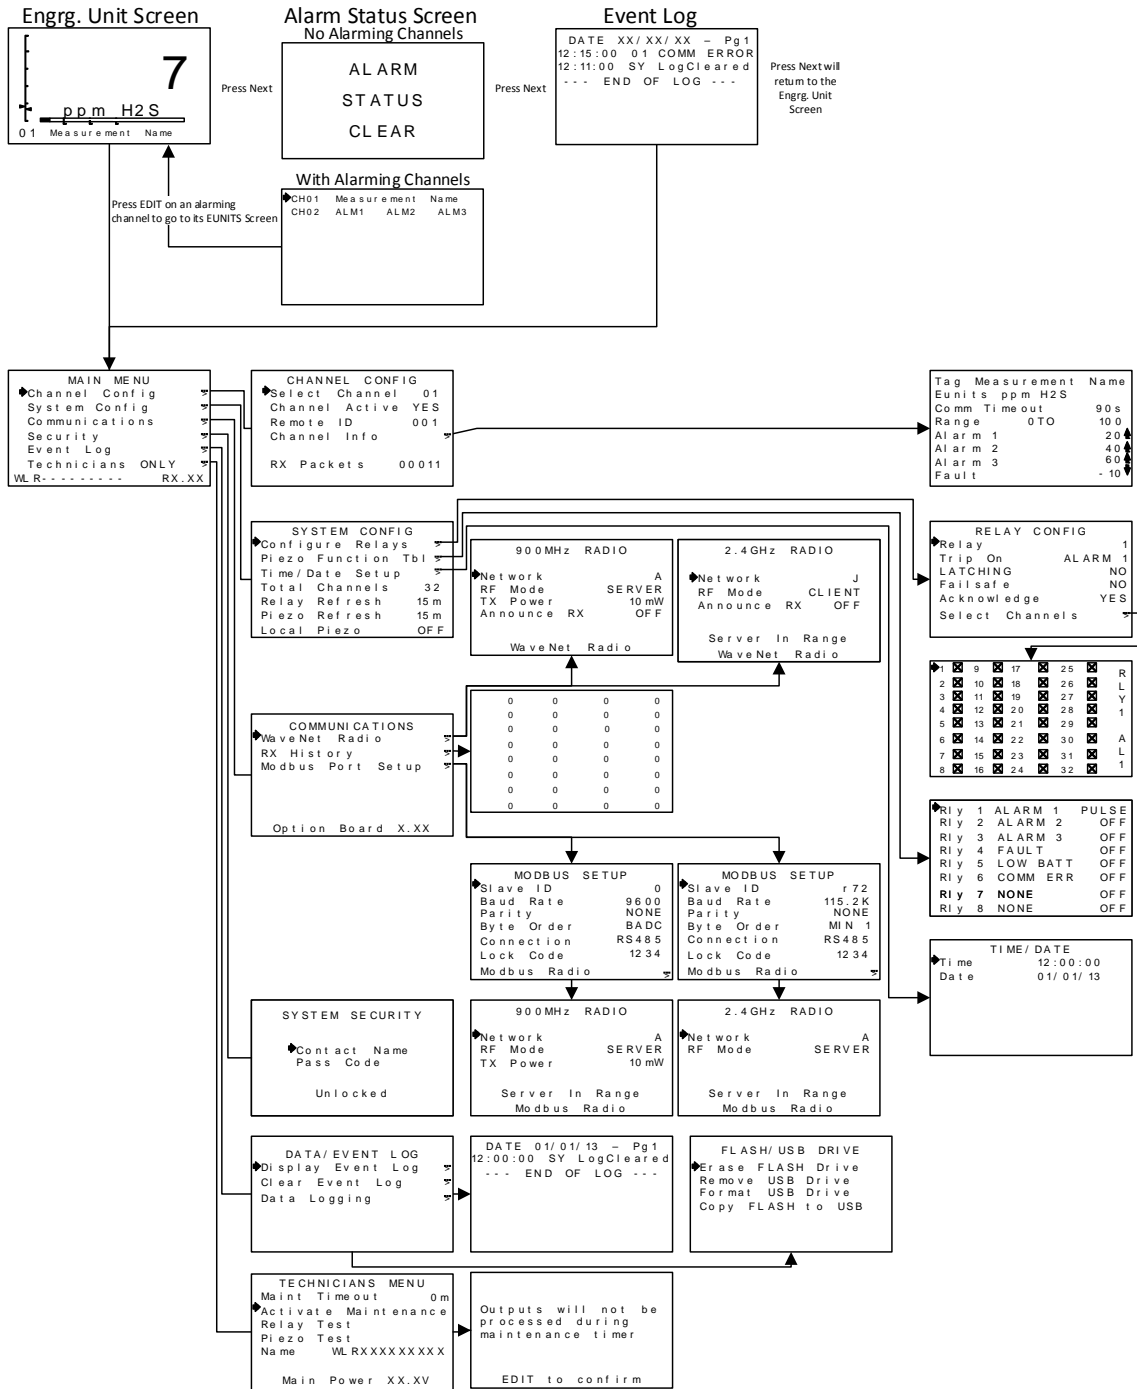 Engrg. Unit Screen
7
ppm H2S
01 Measurement Name
Press Next
Alarm Status Screen
No Alarming Channels
ALARM
STATUS
CLEAR
Press Next
Event Log
DATE XX/XX/XX – Pg1
12:15:00 01 COMM ERROR
12:11:00 SY LogCleared
--- END OF LOG ---
Press Next will
return to the
Engrg. Unit
Screen
With Alarming Channels
CH01 Measurement Name
CH02 ALM1 ALM2 ALM3
Press EDIT on an alarming
channel to go to its EUNITS Screen
MAIN MENU
Channel Config
System Config
Communications
Security
Event Log
Technicians ONLY
WLR--------- RX.XX
CHANNEL CONFIG
Select Channel 01
Channel Active YES
Remote ID 001
Channel Info
RX Packets 00011
Tag Measurement Name
Eunits ppm H2S
Comm Timeout 90s
Range 0TO 100
Alarm 1 20
Alarm 2 40
Alarm 3 60
Fault -10
SYSTEM CONFIG
Configure Relays
Piezo Function Tbl
Time/Date Setup
Total Channels 32
Relay Refresh 15m
Piezo Refresh 15m
Local Piezo OFF
900MHz RADIO
Network A
RF Mode SERVER
TX Power 10mW
Announce RX OFF
WaveNet Radio
2.4GHz RADIO
Network J
RF Mode CLIENT
Announce RX OFF
Server In Range
WaveNet Radio
RELAY CONFIG
Relay 1
Trip On ALARM 1
LATCHING NO
Failsafe NO
Acknowledge YES
Select Channels
1 9 17 25 R
2 10 18 26 L
3 11 19 27 Y
4 12 20 28 1
5 13 21 29
6 14 22 30 A
7 15 23 31 L
8 16 24 32 1
COMMUNICATIONS
WaveNet Radio
RX History
Modbus Port Setup
Option Board X.XX
0 0 0 0
0 0 0 0
0 0 0 0
0 0 0 0
0 0 0 0
0 0 0 0
0 0 0 0
0 0 0 0
Rly 1 ALARM 1 PULSE
Rly 2 ALARM 2 OFF
Rly 3 ALARM 3 OFF
Rly 4 FAULT OFF
Rly 5 LOW BATT OFF
Rly 6 COMM ERR OFF
Rly 7 NONE OFF
Rly 8 NONE OFF
MODBUS SETUP
Slave ID 0
Baud Rate 9600
Parity NONE
Byte Order BADC
Connection RS485
Lock Code 1234
Modbus Radio
MODBUS SETUP
Slave ID r72
Baud Rate 115.2K
Parity NONE
Byte Order MIN 1
Connection RS485
Lock Code 1234
Modbus Radio
TIME/DATE
Time 12:00:00
Date 01/01/13
SYSTEM SECURITY
Contact Name
Pass Code
Unlocked
900MHz RADIO
Network A
RF Mode SERVER
TX Power 10mW
Server In Range
Modbus Radio
2.4GHz RADIO
Network A
RF Mode SERVER
Server In Range
Modbus Radio
DATA/EVENT LOG
Display Event Log
Clear Event Log
Data Logging
DATE 01/01/13 – Pg1
12:00:00 SY LogCleared
--- END OF LOG ---
FLASH/USB DRIVE
Erase FLASH Drive
Remove USB Drive
Format USB Drive
Copy FLASH to USB
TECHNICIANS MENU
Maint Timeout 0m
Activate Maintenance
Relay Test
Piezo Test
Name WLRXXXXXXXXX
Main Power XX.XV
Outputs will not be
processed during
maintenance timer
EDIT to confirm